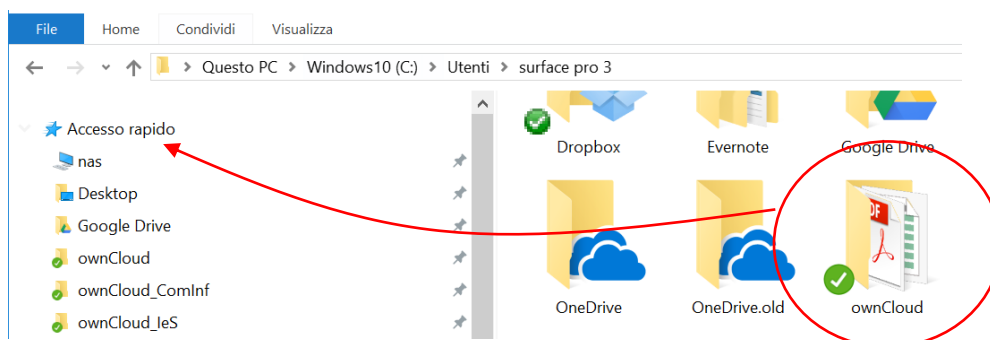 File Home Condividi Visualizza
Questo PC > Windows10 (C:) > Utenti > surface pro 3
Accesso rapido
nas
Desktop
Google Drive
ownCloud
ownCloud_ComInf
ownCloud_IeS
Dropbox Evernote Google Drive
PDF
OneDrive OneDrive.old ownCloud